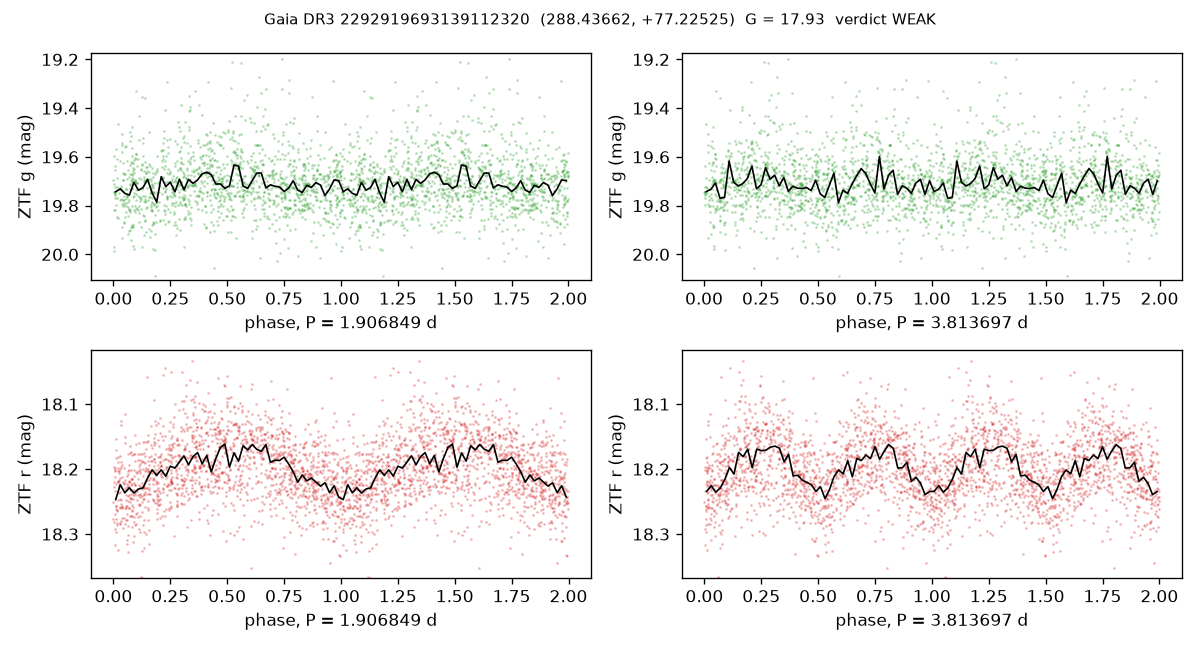 Gaia DR3 2292919693139112320  (288.43662, +77.22525)  G = 17.93  verdict WEAK
ZTF g (mag)
19.2
19.4
19.6
19.8
20.0
0.00 0.25 0.50 0.75 1.00 1.25 1.50 1.75 2.00
phase, P = 1.906849 d
ZTF g (mag)
19.2
19.4
19.6
19.8
20.0
0.00 0.25 0.50 0.75 1.00 1.25 1.50 1.75 2.00
phase, P = 3.813697 d
ZTF r (mag)
18.1
18.2
18.3
0.00 0.25 0.50 0.75 1.00 1.25 1.50 1.75 2.00
phase, P = 1.906849 d
ZTF r (mag)
18.1
18.2
18.3
0.00 0.25 0.50 0.75 1.00 1.25 1.50 1.75 2.00
phase, P = 3.813697 d